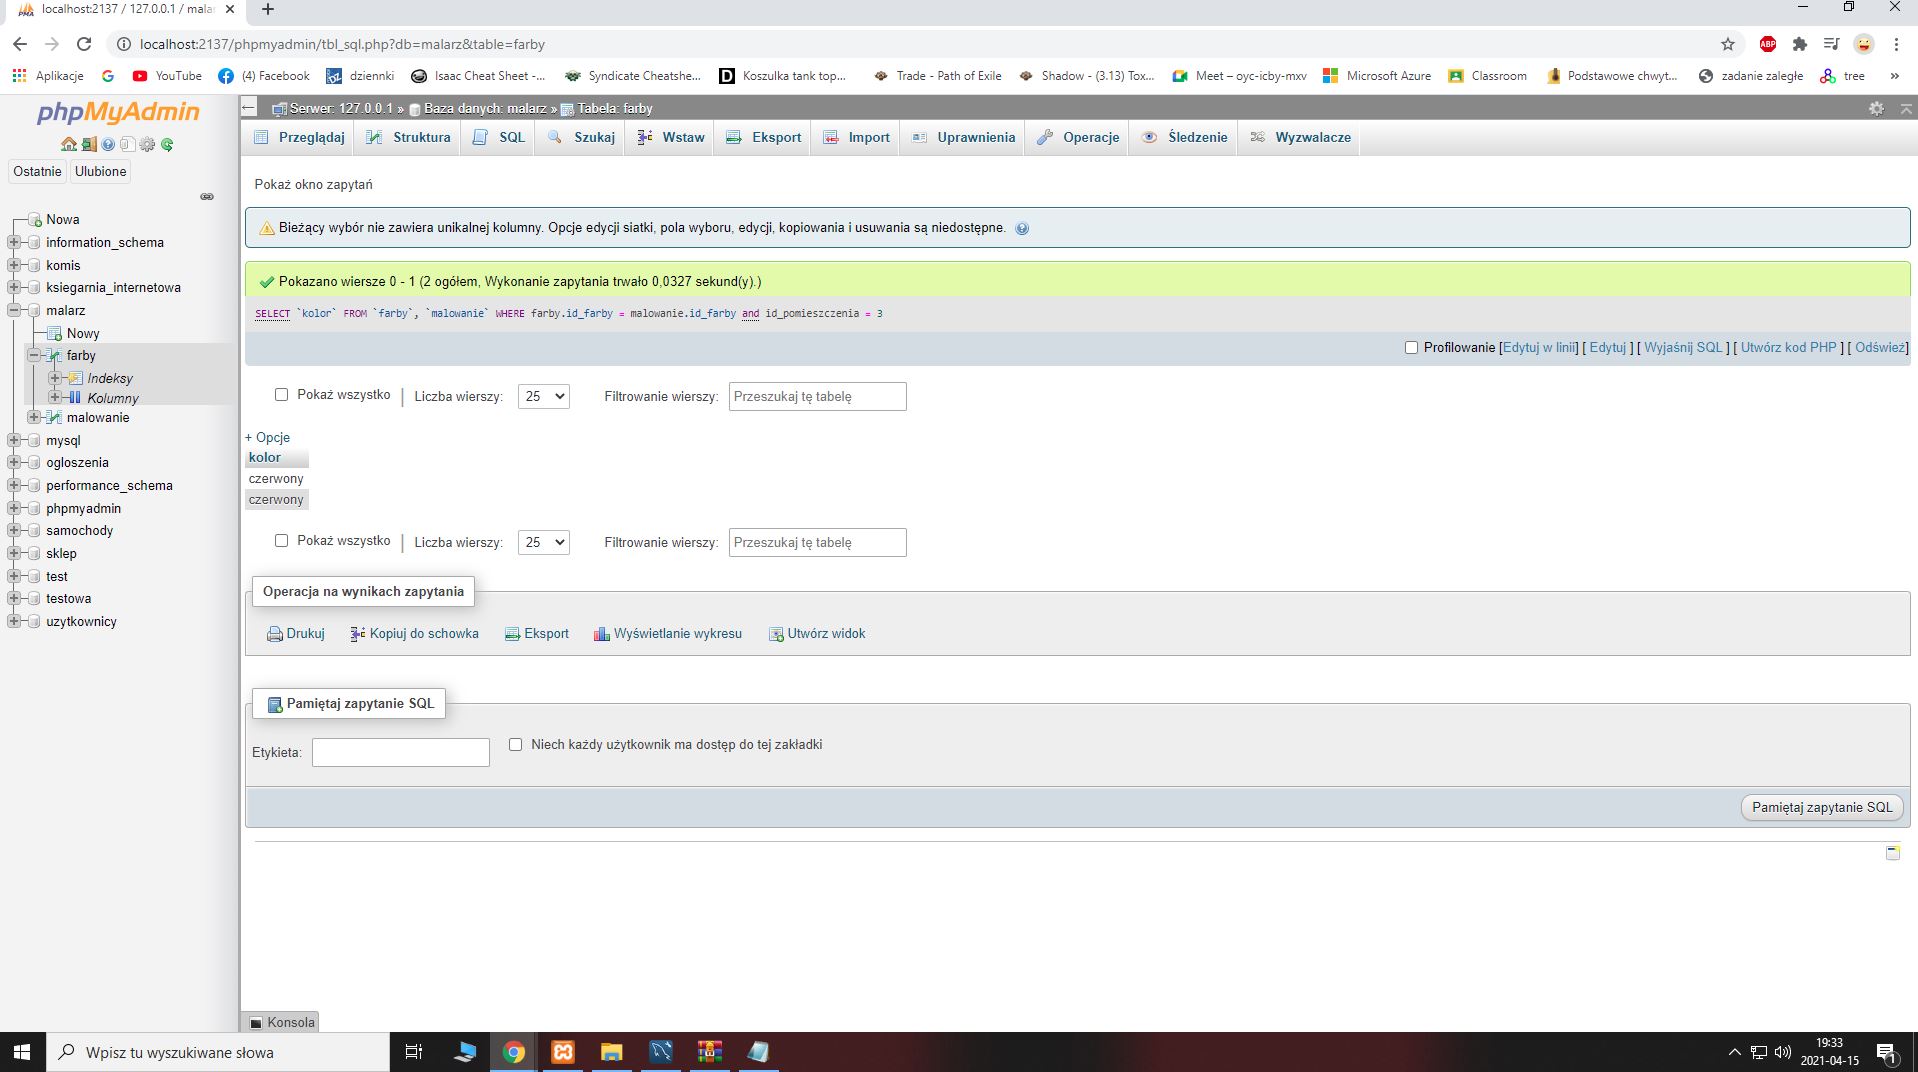 localhost:2137 / 127.0.0.1 / mala
localhost:2137/phpmyadmin/tbl_sql.php?db=malarz&table=farby
ABP
Aplikacje
YouTube
(4) Facebook
dziennki
Isaac Cheat Sheet -...
Syndicate Cheatshe...
Koszulka tank top...
Trade - Path of Exile
Shadow - (3.13) Tox...
Meet – oyc-icby-mxv
Microsoft Azure
Classroom
Podstawowe chwyt...
zadanie zaległe
tree
»
phpMyAdmin
Ostatnie
Ulubione
Nowa
information_schema
komis
ksiegarnia_internetowa
malarz
Nowy
farby
Indeksy
Kolumny
malowanie
mysql
ogloszenia
performance_schema
phpmyadmin
samochody
sklep
test
testowa
uzytkownicy
Serwer: 127.0.0.1 » Baza danych: malarz » Tabela: farby
Przeglądaj
Struktura
SQL
Szukaj
Wstaw
Eksport
Import
Uprawnienia
Operacje
Śledzenie
Wyzwalacze
Pokaż okno zapytań
Bieżący wybór nie zawiera unikalnej kolumny. Opcje edycji siatki, pola wyboru, edycji, kopiowania i usuwania są niedostępne.
Pokazano wiersze 0 - 1 (2 ogółem, Wykonanie zapytania trwało 0,0327 sekund(y).)
SELECT `kolor` FROM `farby`, `malowanie` WHERE farby.id_farby = malowanie.id_farby and id_pomieszczenia = 3
Profilowanie [Edytuj w linii] [ Edytuj ] [ Wyjaśnij SQL ] [ Utwórz kod PHP ] [ Odśwież]
Pokaż wszystko | Liczba wierszy: 25 Filtrowanie wierszy: Przeszukaj tę tabelę
+ Opcje
kolor
czerwony
czerwony
Pokaż wszystko | Liczba wierszy: 25 Filtrowanie wierszy: Przeszukaj tę tabelę
Operacja na wynikach zapytania
Drukuj
Kopiuj do schowka
Eksport
Wyświetlanie wykresu
Utwórz widok
Pamiętaj zapytanie SQL
Etykieta:
Niech każdy użytkownik ma dostęp do tej zakładki
Pamiętaj zapytanie SQL
Konsola
Wpisz tu wyszukiwane słowa
19:33
2021-04-15
1